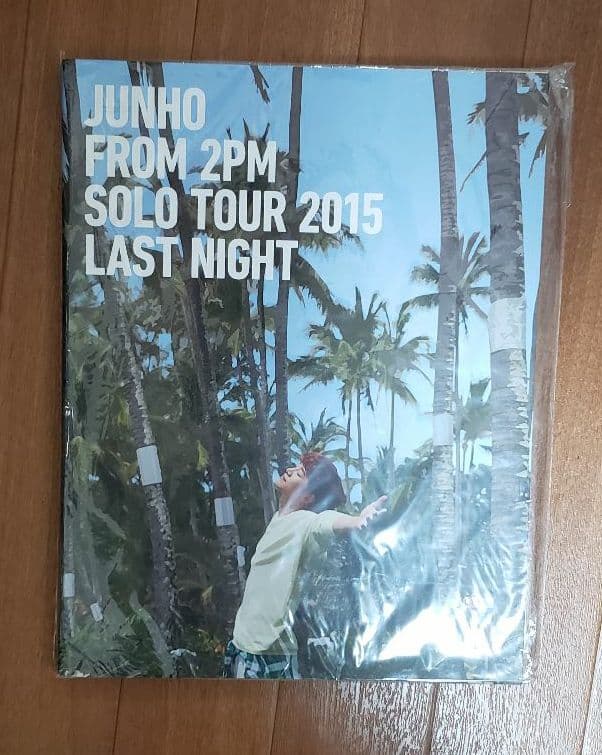 JUNHO
FROM 2PM
SOLO TOUR 2015
LAST NIGHT